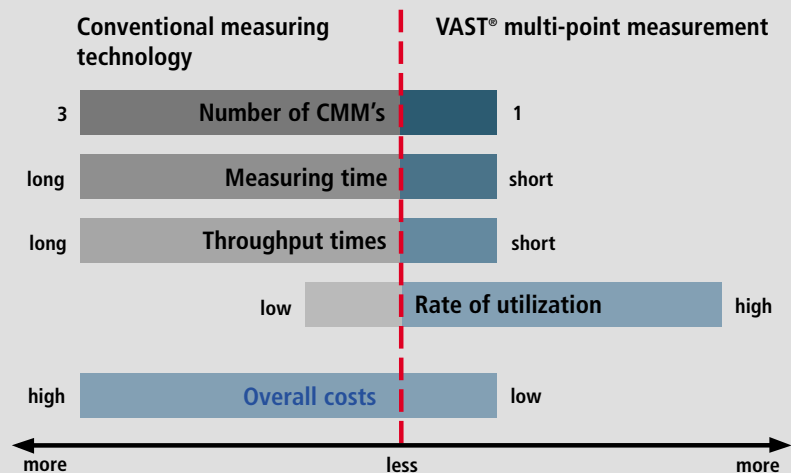 Conventional measuring
technology
VAST® multi-point measurement
3 Number of CMM's 1
long Measuring time short
long Throughput times short
low Rate of utilization high
high Overall costs low
more less more